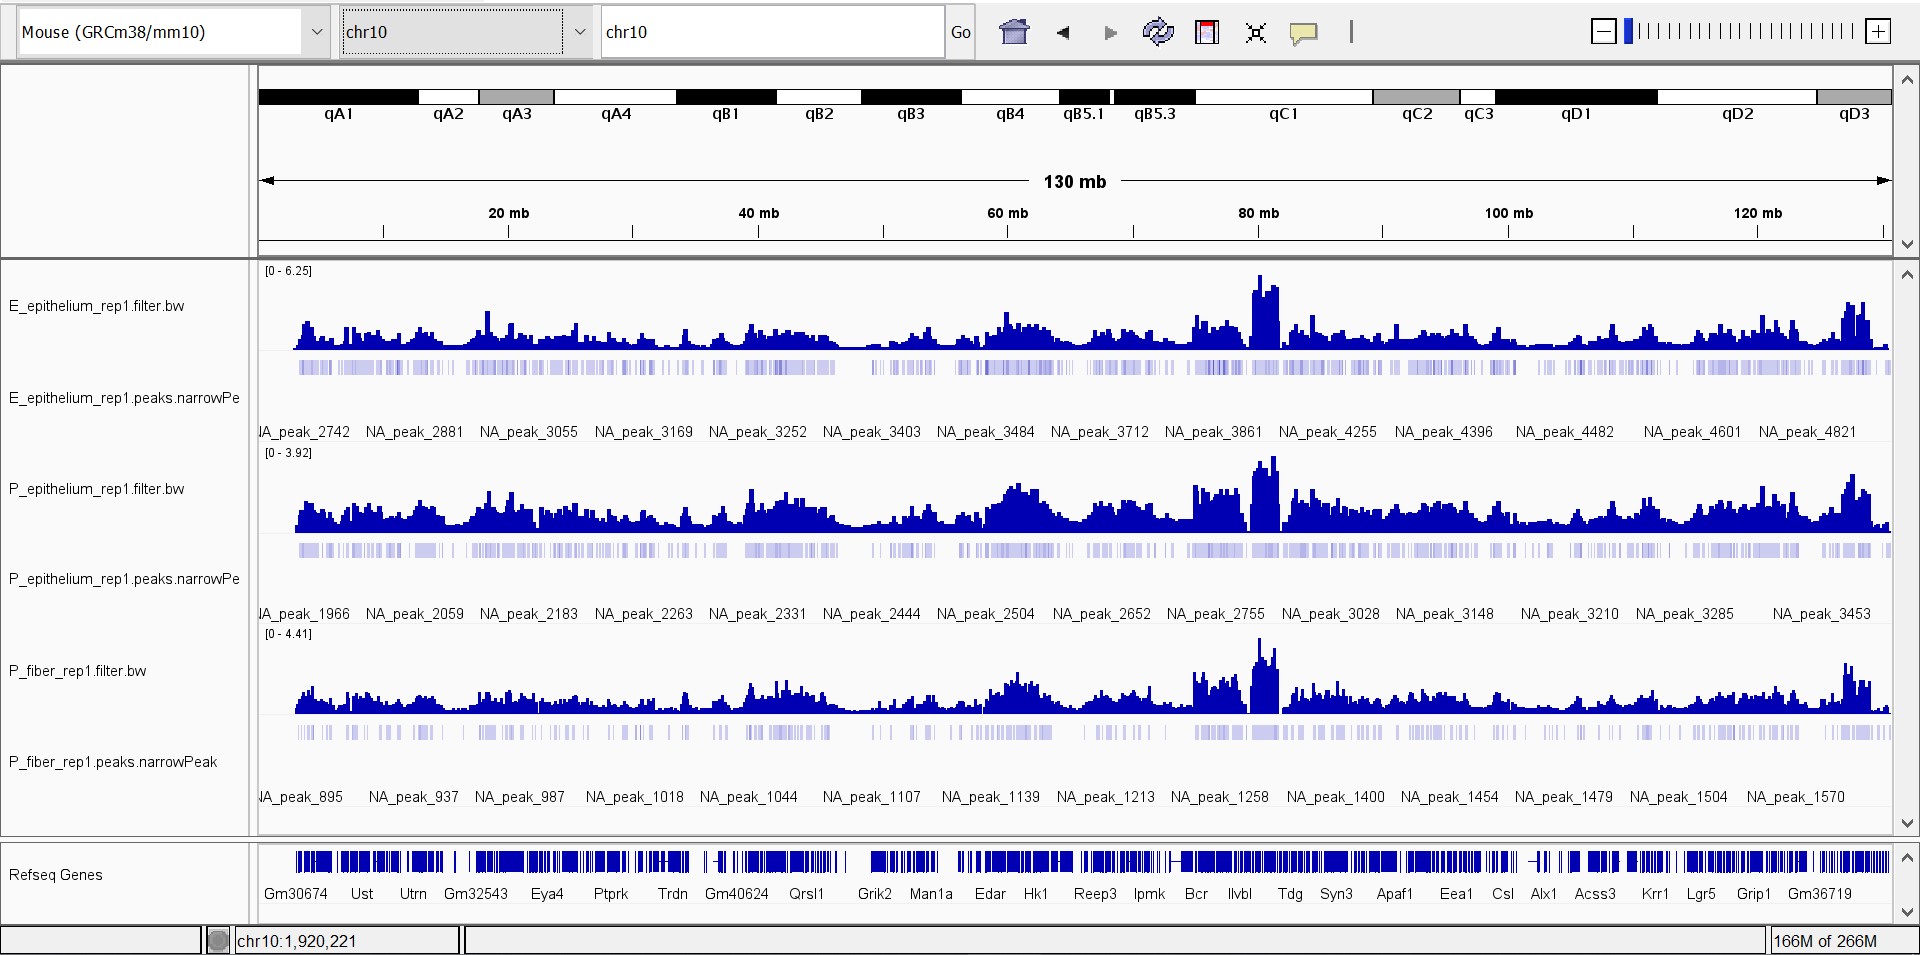 Mouse (GRCm38/mm10) chr10 chr10 Go
qA1 qA2 qA3 qA4 qB1 qB2 qB3 qB4 qB5.1 qB5.3 qC1 qC2 qC3 qD1 qD2 qD3
130 mb
20 mb 40 mb 60 mb 80 mb 100 mb 120 mb
[0 - 6.25]
E_epithelium_rep1.filter.bw
E_epithelium_rep1.peaks.narrowPe
NA_peak_2742 NA_peak_2881 NA_peak_3055 NA_peak_3169 NA_peak_3252 NA_peak_3403 NA_peak_3484 NA_peak_3712 NA_peak_3861 NA_peak_4255 NA_peak_4396 NA_peak_4482 NA_peak_4601 NA_peak_4821
[0 - 3.92]
P_epithelium_rep1.filter.bw
P_epithelium_rep1.peaks.narrowPe
NA_peak_1966 NA_peak_2059 NA_peak_2183 NA_peak_2263 NA_peak_2331 NA_peak_2444 NA_peak_2504 NA_peak_2652 NA_peak_2755 NA_peak_3028 NA_peak_3148 NA_peak_3210 NA_peak_3285 NA_peak_3453
[0 - 4.41]
P_fiber_rep1.filter.bw
P_fiber_rep1.peaks.narrowPeak
NA_peak_895 NA_peak_937 NA_peak_987 NA_peak_1018 NA_peak_1044 NA_peak_1107 NA_peak_1139 NA_peak_1213 NA_peak_1258 NA_peak_1400 NA_peak_1454 NA_peak_1479 NA_peak_1504 NA_peak_1570
Refseq Genes
Gm30674 Ust Utrn Gm32543 Eya4 Ptprk Trdn Gm40624 Qrsl1 Grik2 Man1a Edar Hk1 Reep3 Ipmk Bcr Ilvbl Tdg Syn3 Apaf1 Eea1 Csl Alx1 Acss3 Krr1 Lgr5 Grip1 Gm36719
chr10:1,920,221 166M of 266M